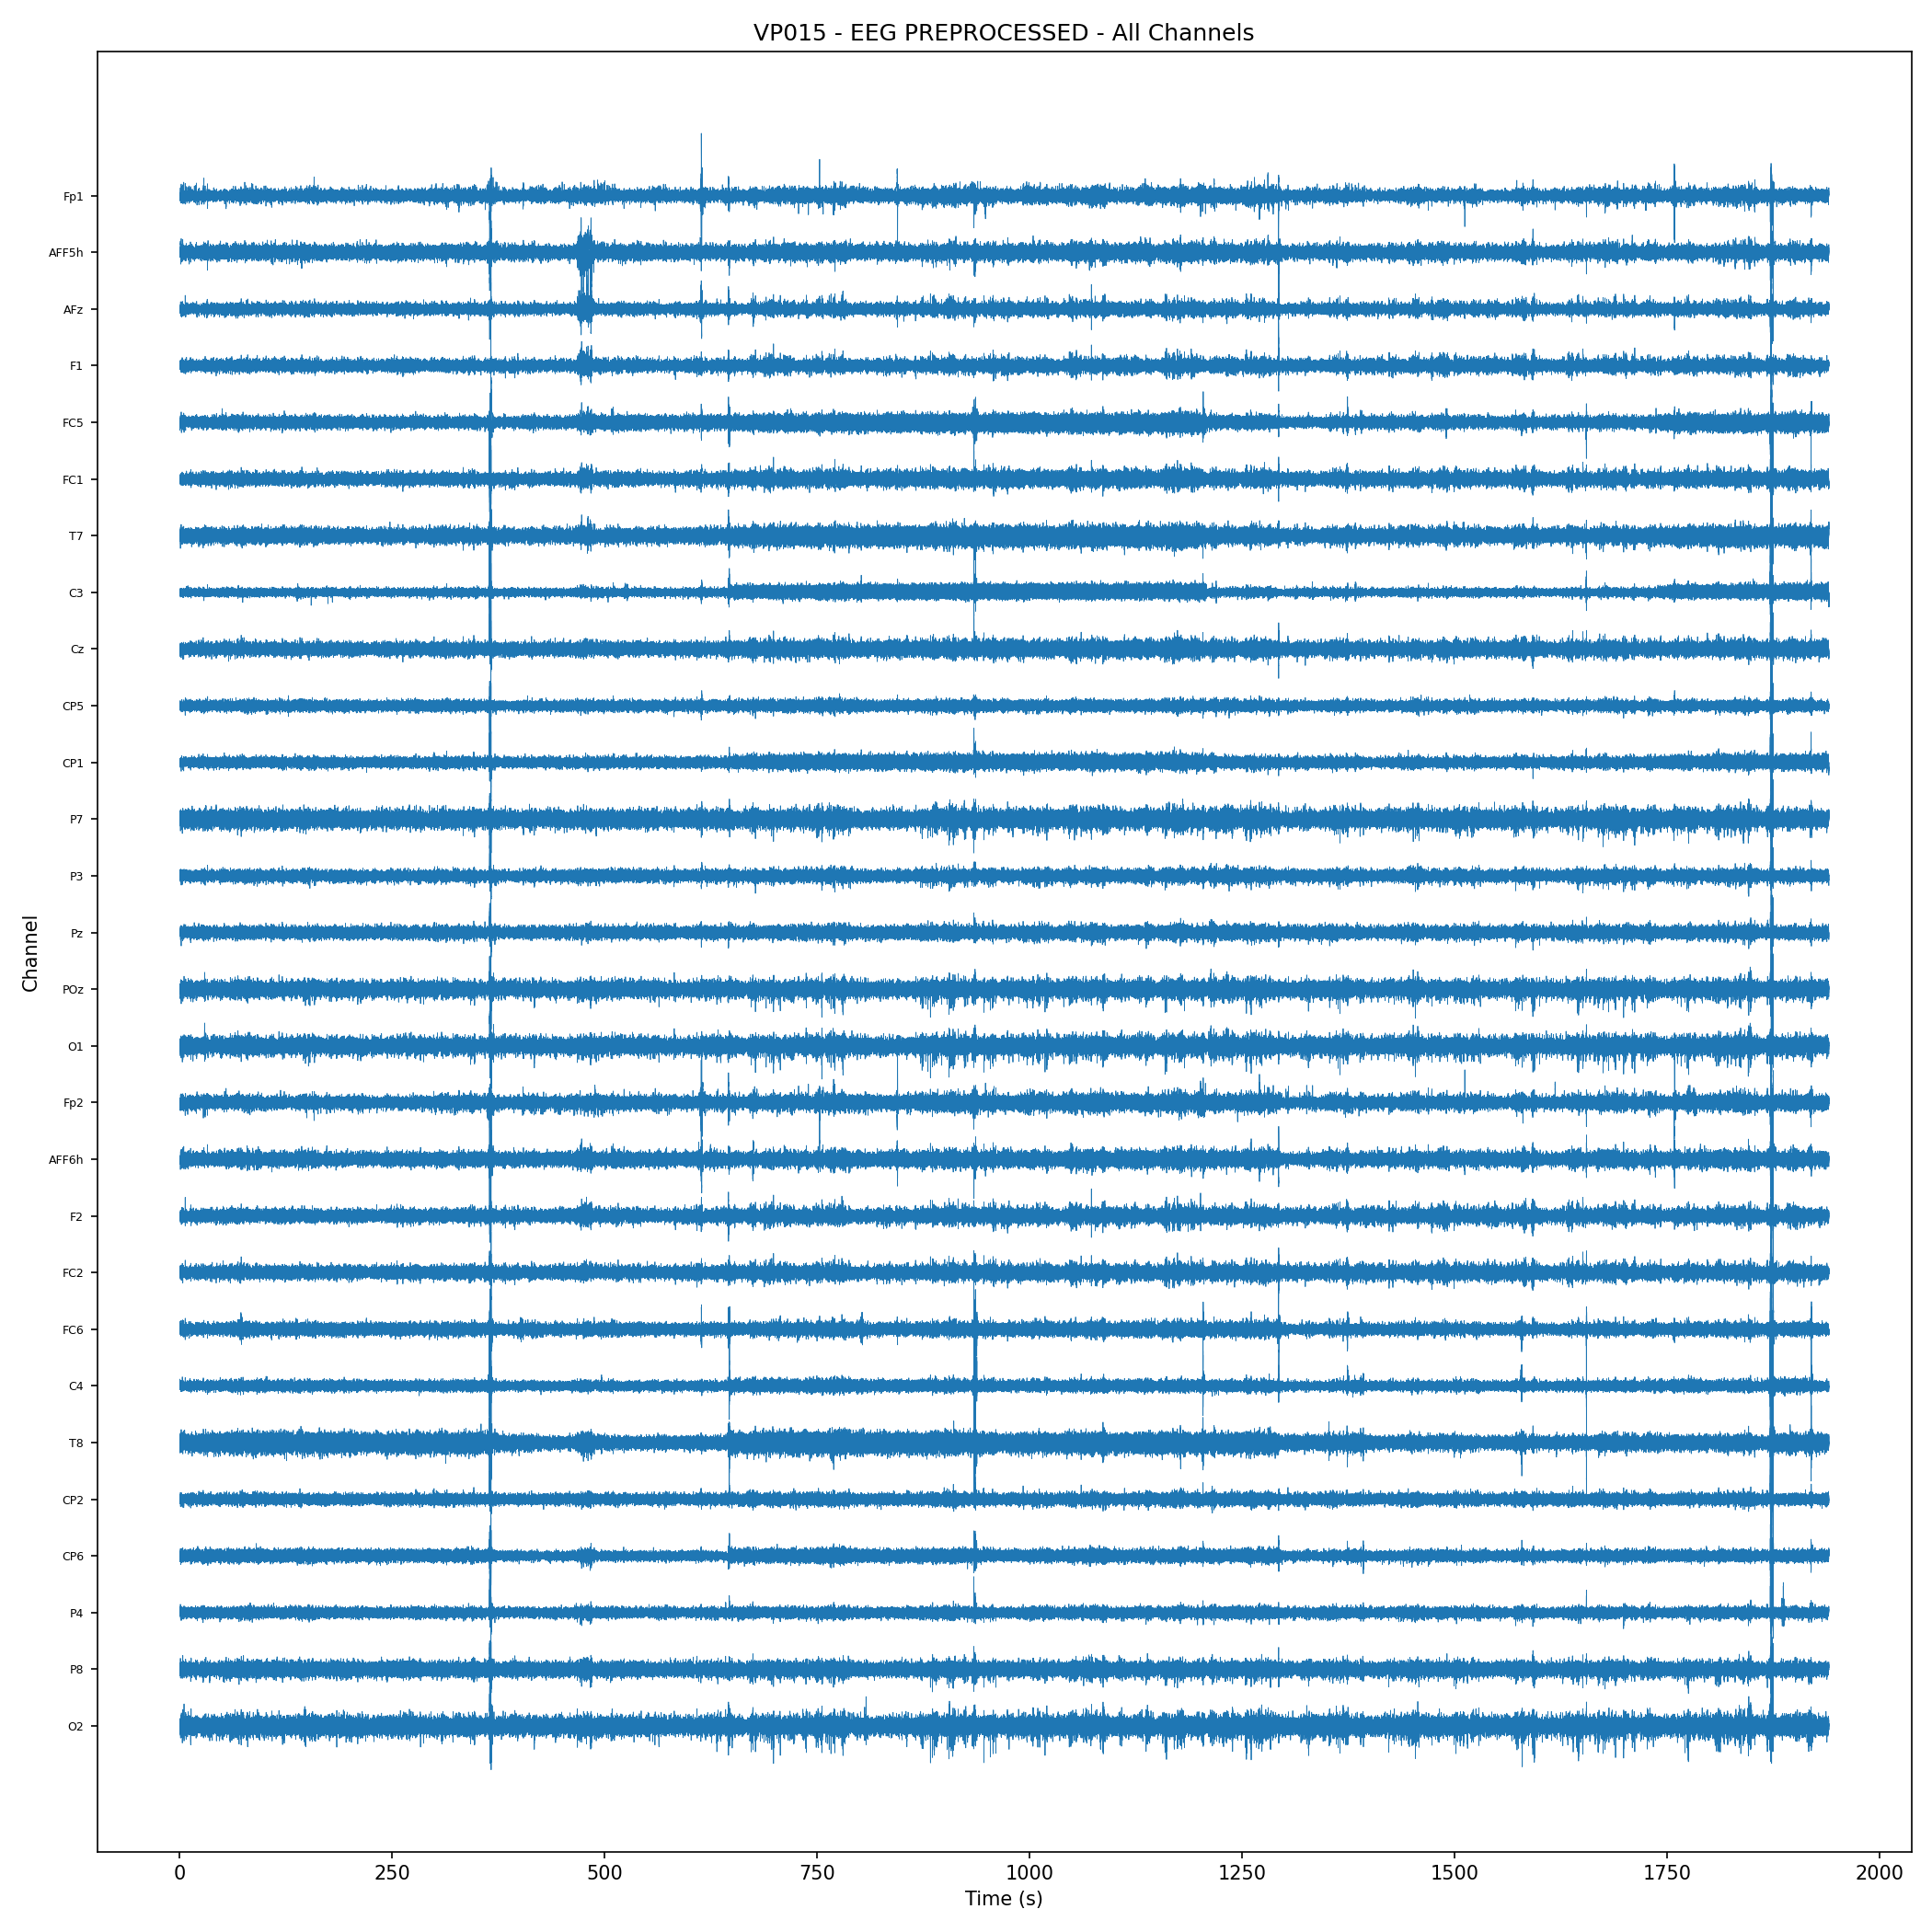 VP015 - EEG PREPROCESSED - All Channels
Fp1
AFF5h
AFz
F1
FC5
FC1
T7
C3
Cz
CP5
CP1
P7
P3
Pz
POz
O1
Fp2
AFF6h
F2
FC2
FC6
C4
T8
CP2
CP6
P4
P8
O2
Channel
0 250 500 750 1000 1250 1500 1750 2000
Time (s)